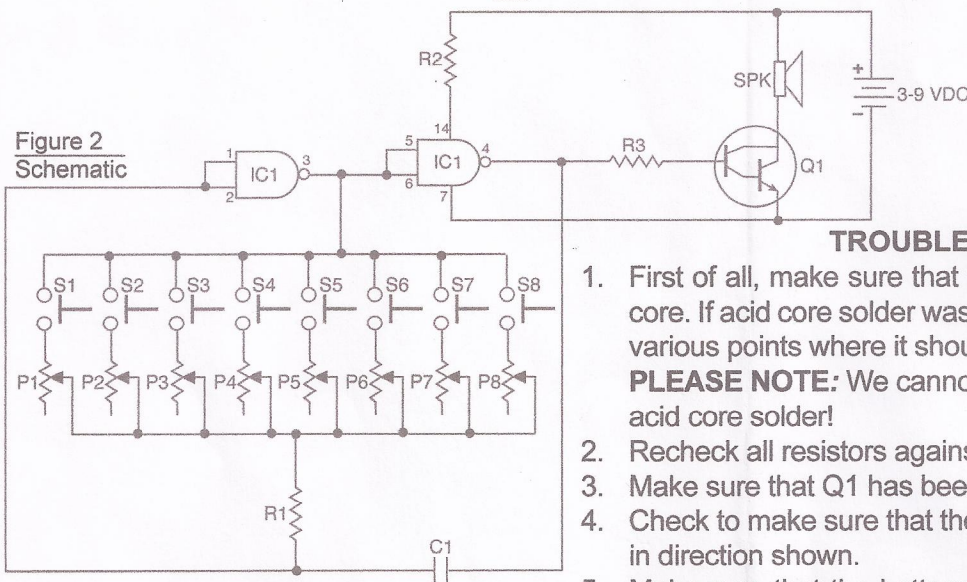 Figure 2
Schematic
R2
SPK
+
3-9 VDC
-
14
1
3
5
4
R3
IC1
IC1
Q1
2
6
7
S1 S2 S3 S4 S5 S6 S7 S8
P1 P2 P3 P4 P5 P6 P7 P8
R1
C1
TROUBLE
1. First of all, make sure that
core. If acid core solder was
various points where it shou
PLEASE NOTE: We canno
acid core solder!
2. Recheck all resistors agains
3. Make sure that Q1 has bee
4. Check to make sure that the
in direction shown.